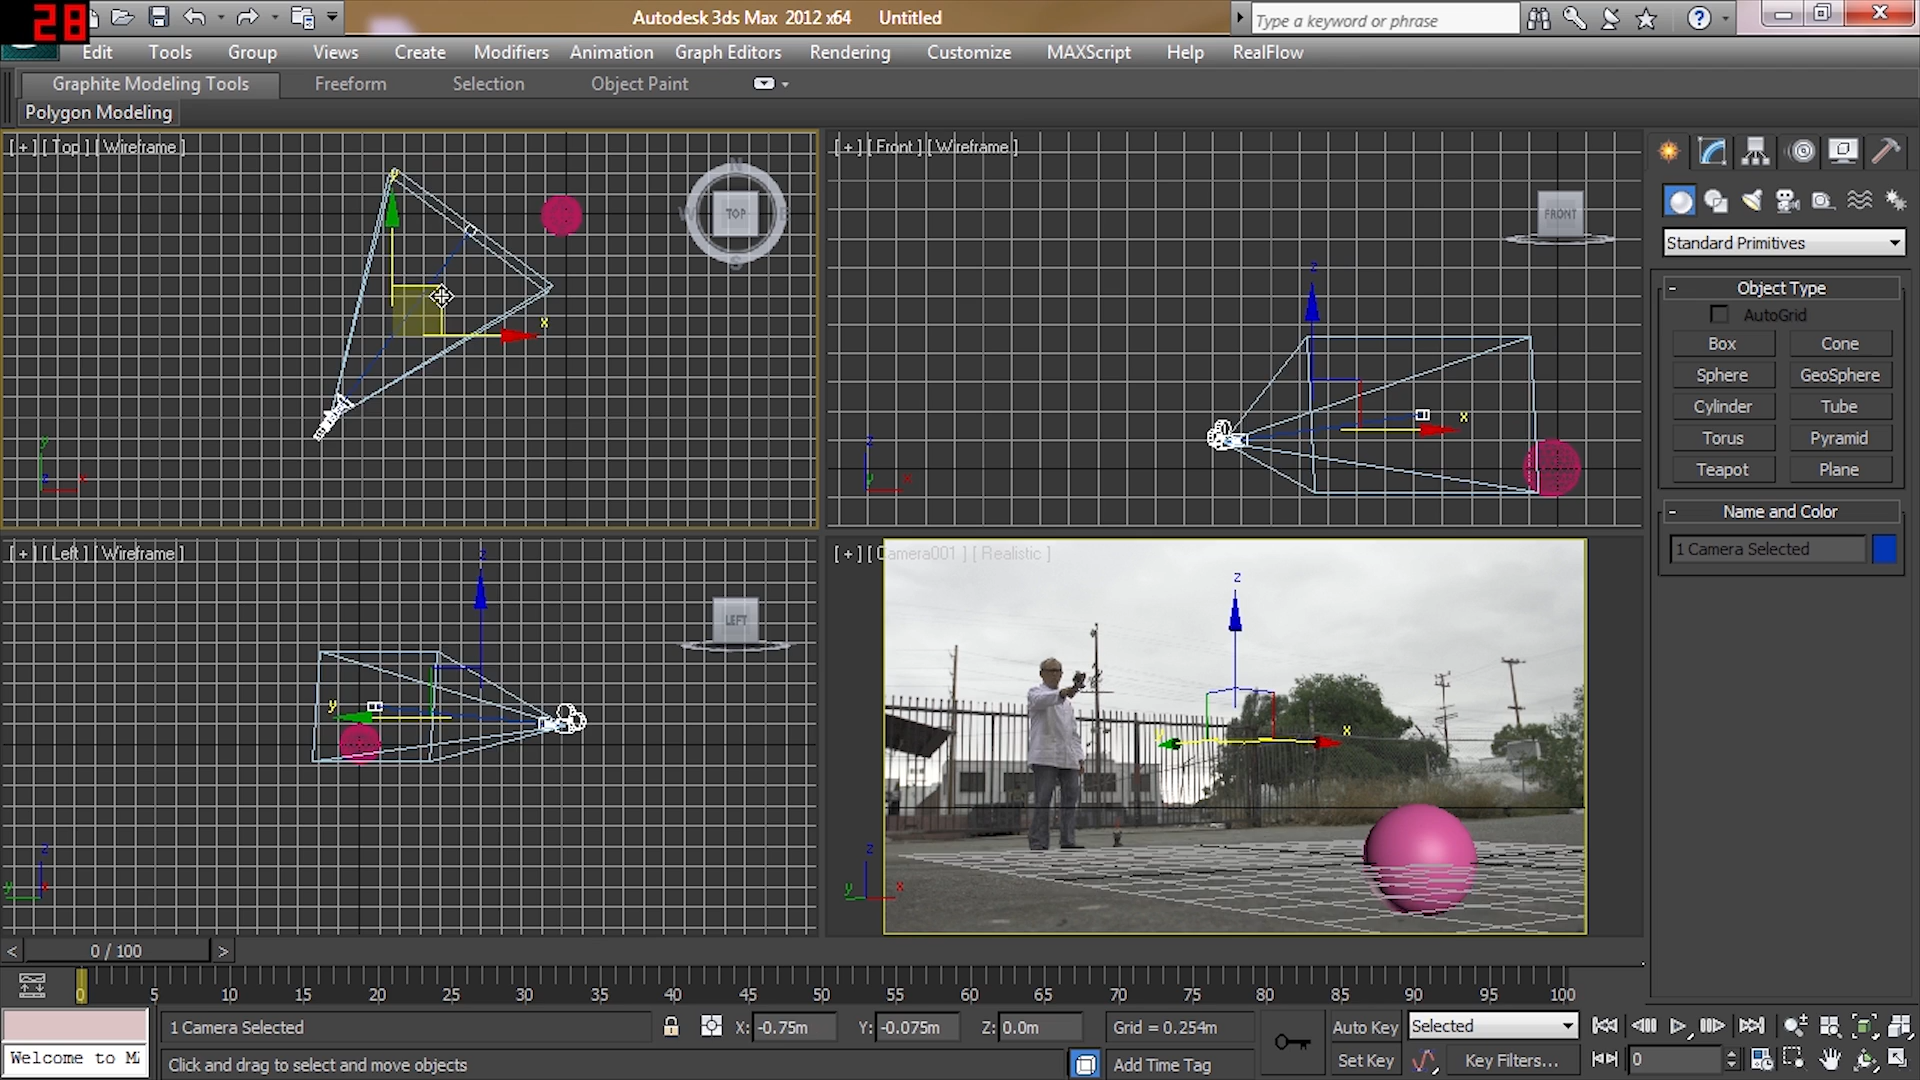 28
Autodesk 3ds Max 2012 x64 Untitled
Type a keyword or phrase
Edit Tools Group Views Create Modifiers Animation Graph Editors Rendering Customize MAXScript Help RealFlow
Graphite Modeling Tools Freeform Selection Object Paint
Polygon Modeling
[ + ] [ Top ] [ Wireframe ]
N
W
TOP
E
S
y
x
y
z
x
[ + ] [ Front ] [ Wireframe ]
FRONT
z
x
z
y
x
[ + ] [ Left ] [ Wireframe ]
LEFT
z
y
z
y
x
[ + ] [ Camera001 ] [ Realistic ]
z
x
y
z
y
x
Standard Primitives
- Object Type
AutoGrid
Box Cone
Sphere GeoSphere
Cylinder Tube
Torus Pyramid
Teapot Plane
- Name and Color
1 Camera Selected
< 0 / 100 >
0 5 10 15 20 25 30 35 40 45 50 55 60 65 70 75 80 85 90 95 100
1 Camera Selected X: -0.75m Y: -0.075m Z: 0.0m Grid = 0.254m Auto Key Selected
Welcome to M
Click and drag to select and move objects Add Time Tag Set Key Key Filters... 0